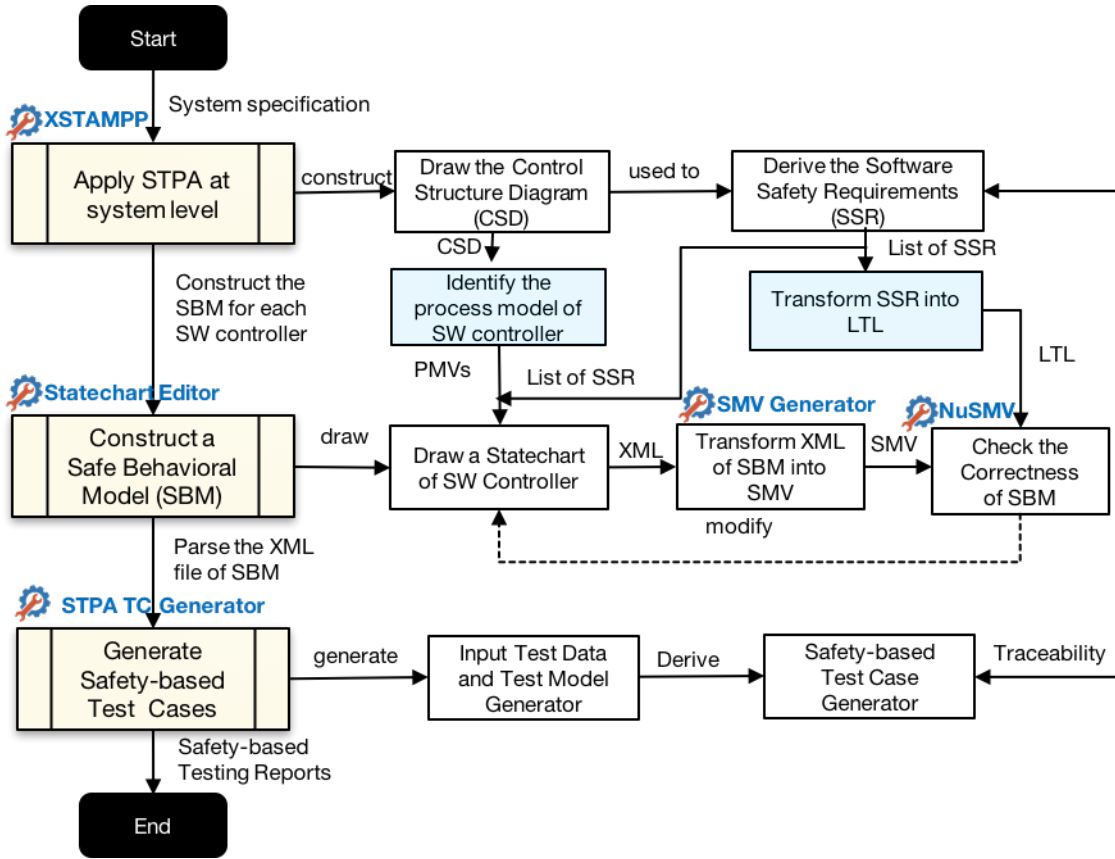 Start
System specification
XSTAMPP
Apply STPA at
system level
construct
Draw the Control
Structure Diagram
(CSD)
used to
Derive the Software
Safety Requirements
(SSR)
CSD
List of SSR
Construct the
SBM for each
SW controller
Identify the
process model of
SW controller
Transform SSR into
LTL
PMVs
List of SSR
LTL
Statechart Editor
SMV Generator
NuSMV
Construct a
Safe Behavioral
Model (SBM)
draw
Draw a Statechart
of SW Controller
XML
Transform XML
of SBM into
SMV
SMV
Check the
Correctness
of SBM
modify
Parse the XML
file of SBM
STPA TC Generator
Generate
Safety-based
Test Cases
generate
Input Test Data
and Test Model
Generator
Derive
Safety-based
Test Case
Generator
Traceability
Safety-based
Testing Reports
End